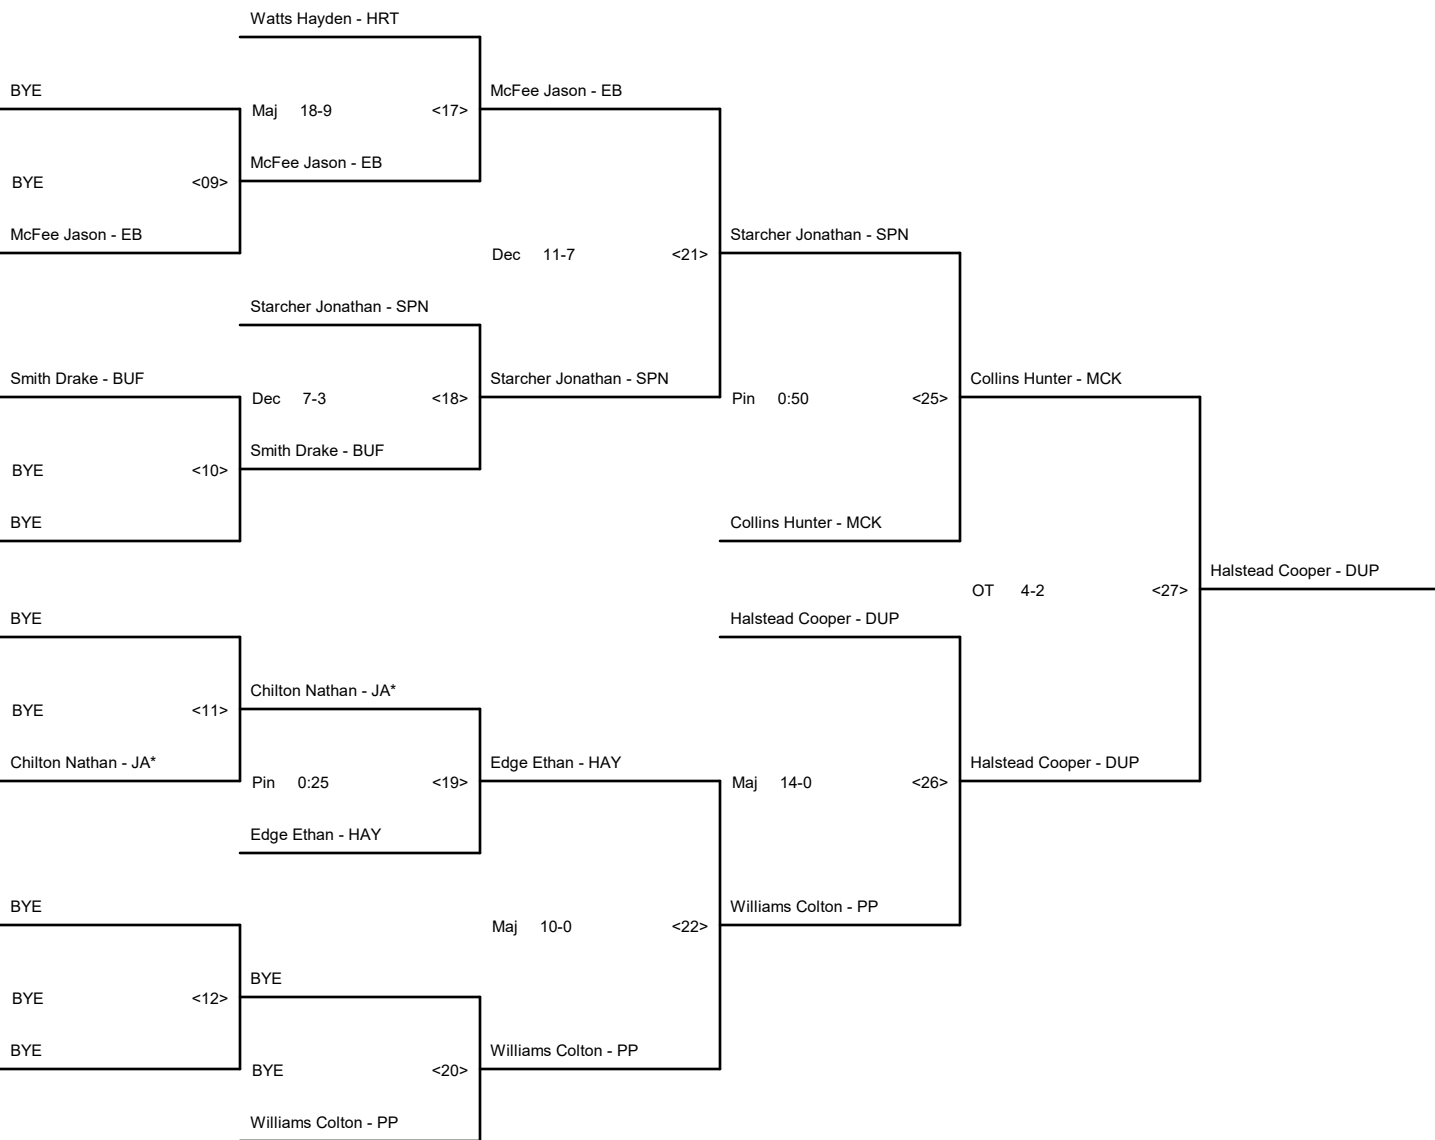 Watts Hayden - HRT
BYE
McFee Jason - EB
Maj 18-9 <17>
McFee Jason - EB
BYE <09>
McFee Jason - EB
Starcher Jonathan - SPN
Dec 11-7 <21>
Starcher Jonathan - SPN
Smith Drake - BUF
Starcher Jonathan - SPN
Collins Hunter - MCK
Dec 7-3 <18>
Pin 0:50 <25>
Smith Drake - BUF
BYE <10>
BYE
Collins Hunter - MCK
Halstead Cooper - DUP
OT 4-2 <27>
BYE
Halstead Cooper - DUP
Chilton Nathan - JA*
BYE <11>
Chilton Nathan - JA*
Edge Ethan - HAY
Halstead Cooper - DUP
Pin 0:25 <19>
Maj 14-0 <26>
Edge Ethan - HAY
BYE
Williams Colton - PP
Maj 10-0 <22>
BYE
BYE <12>
BYE
Williams Colton - PP
BYE <20>
Williams Colton - PP